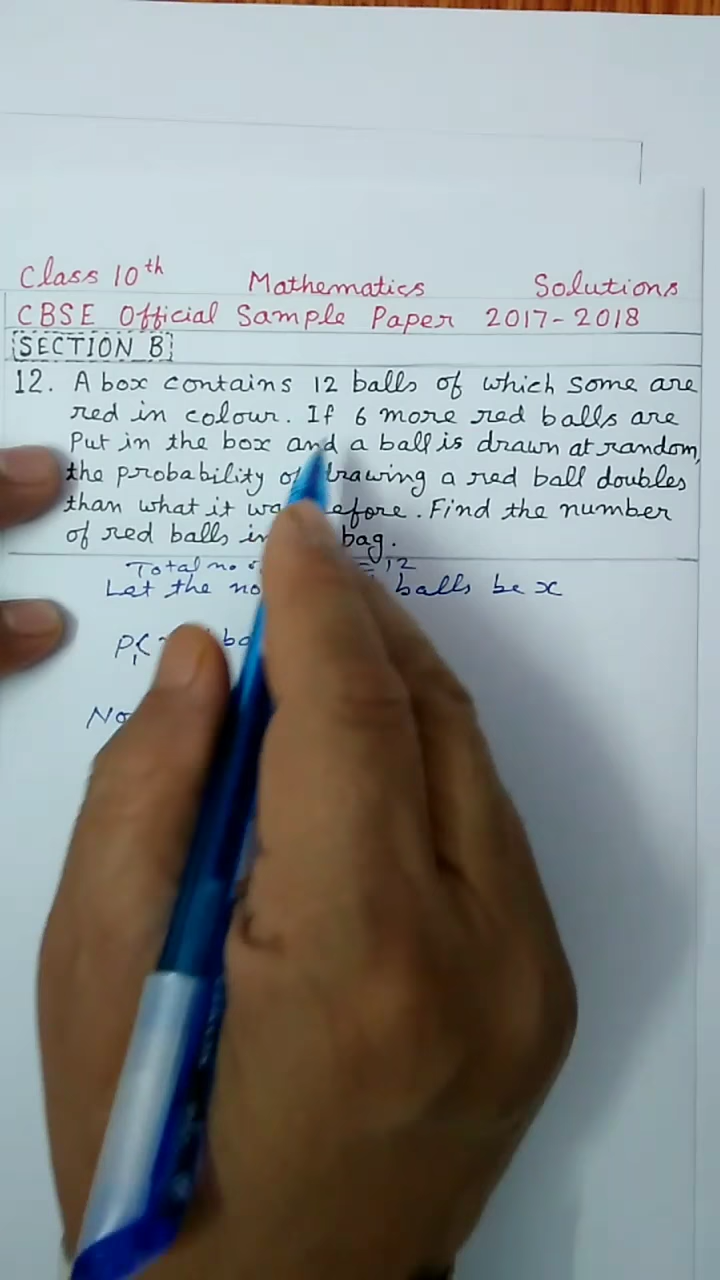 Class 10th Mathematics Solutions
CBSE Official Sample Paper 2017-2018
SECTION B
12. A box contains 12 balls of which some are
red in colour. If 6 more red balls are
Put in the box and a ball is drawn at random,
the probability of drawing a red ball doubles
than what it was before. Find the number
of red balls in bag.
Total no = 12
Let the no balls be x
P1(